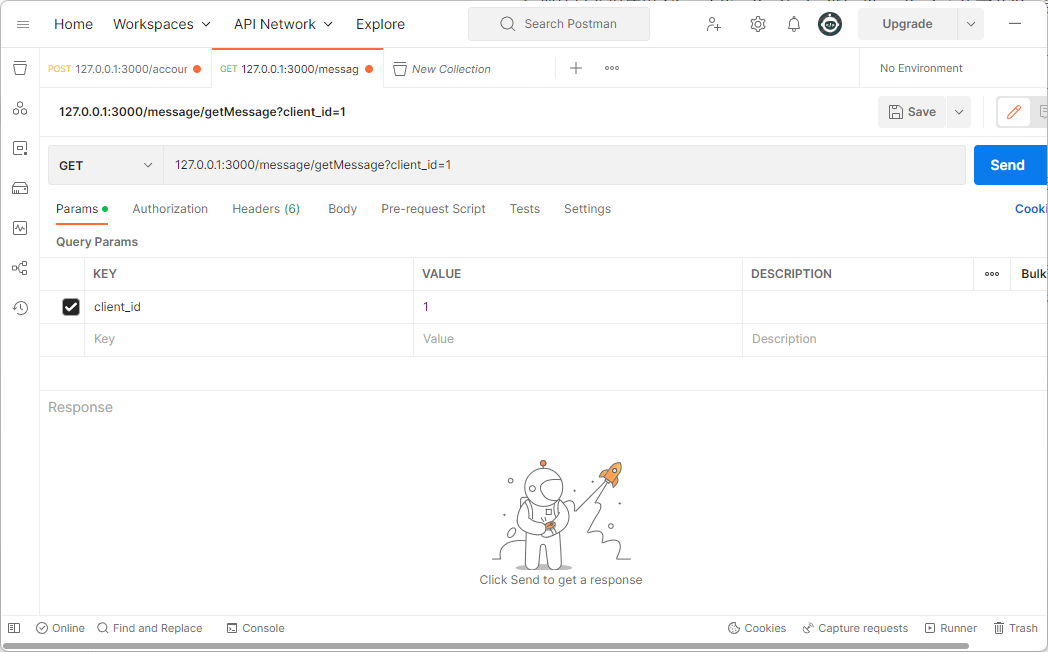 Home Workspaces API Network Explore Search Postman Upgrade
POST 127.0.0.1:3000/accour GET 127.0.0.1:3000/messag New Collection No Environment
127.0.0.1:3000/message/getMessage?client_id=1 Save
GET 127.0.0.1:3000/message/getMessage?client_id=1 Send
Params Authorization Headers (6) Body Pre-request Script Tests Settings Cooki
Query Params
KEY VALUE DESCRIPTION Bulk
client_id 1
Key Value Description
Response
Click Send to get a response
Online Find and Replace Console Cookies Capture requests Runner Trash